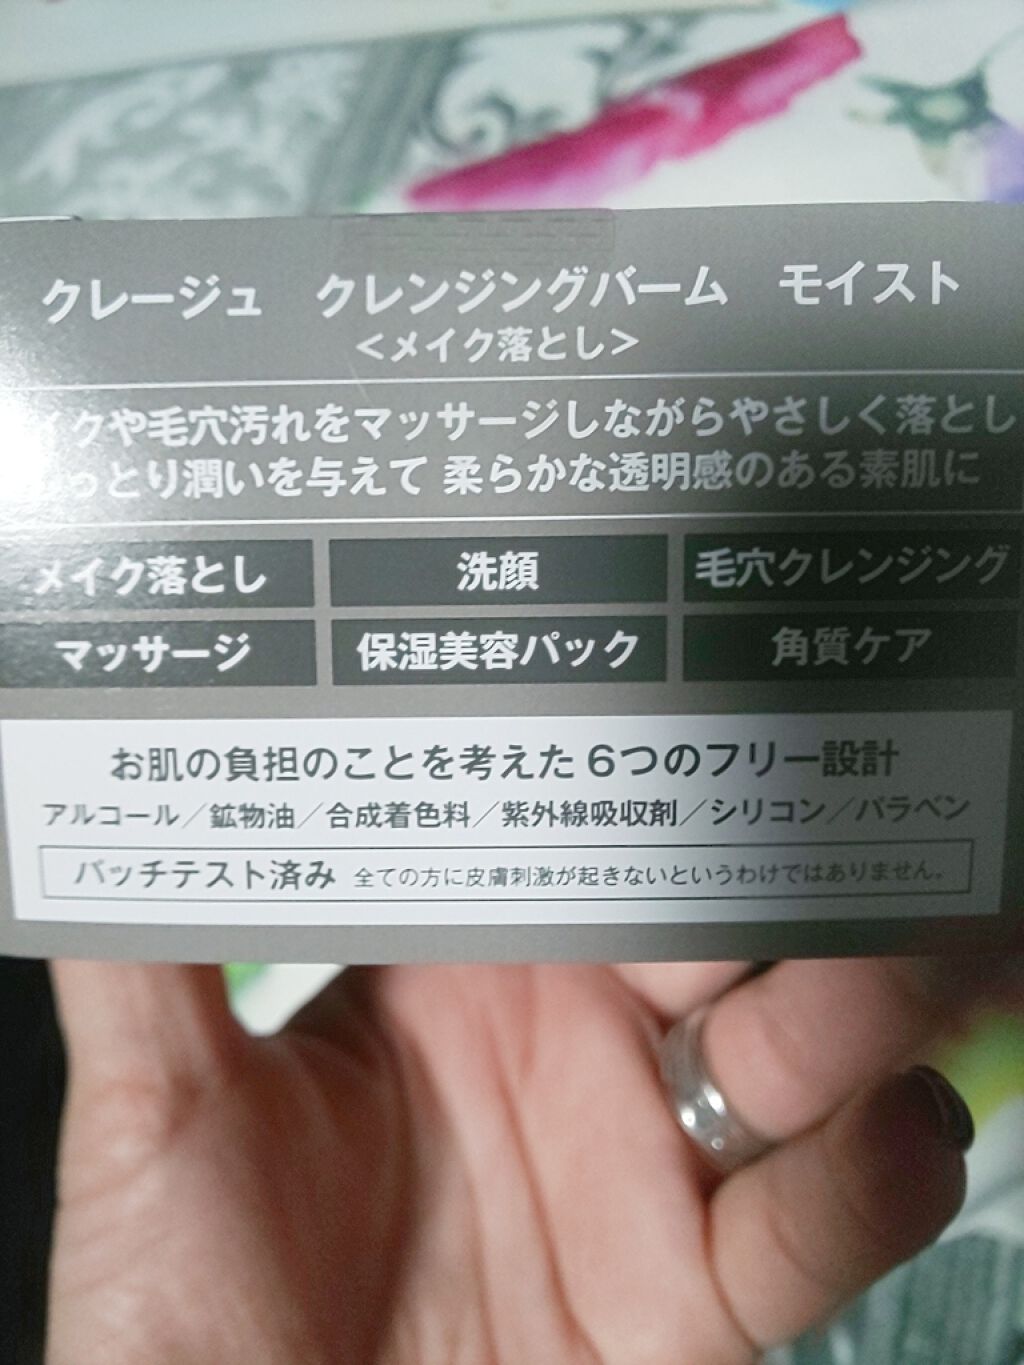 クレージュ　クレンジングバーム　モイスト
＜メイク落とし＞
イクや毛穴汚れをマッサージしながらやさしく落とし
っとり潤いを与えて 柔らかな透明感のある素肌に
メイク落とし　洗顔　毛穴クレンジング
マッサージ　保湿美容パック　角質ケア
お肌の負担のことを考えた６つのフリー設計
アルコール／鉱物油／合成着色料／紫外線吸収剤／シリコン／パラベン
パッチテスト済み　全ての方に皮膚刺激が起きないというわけではありません。